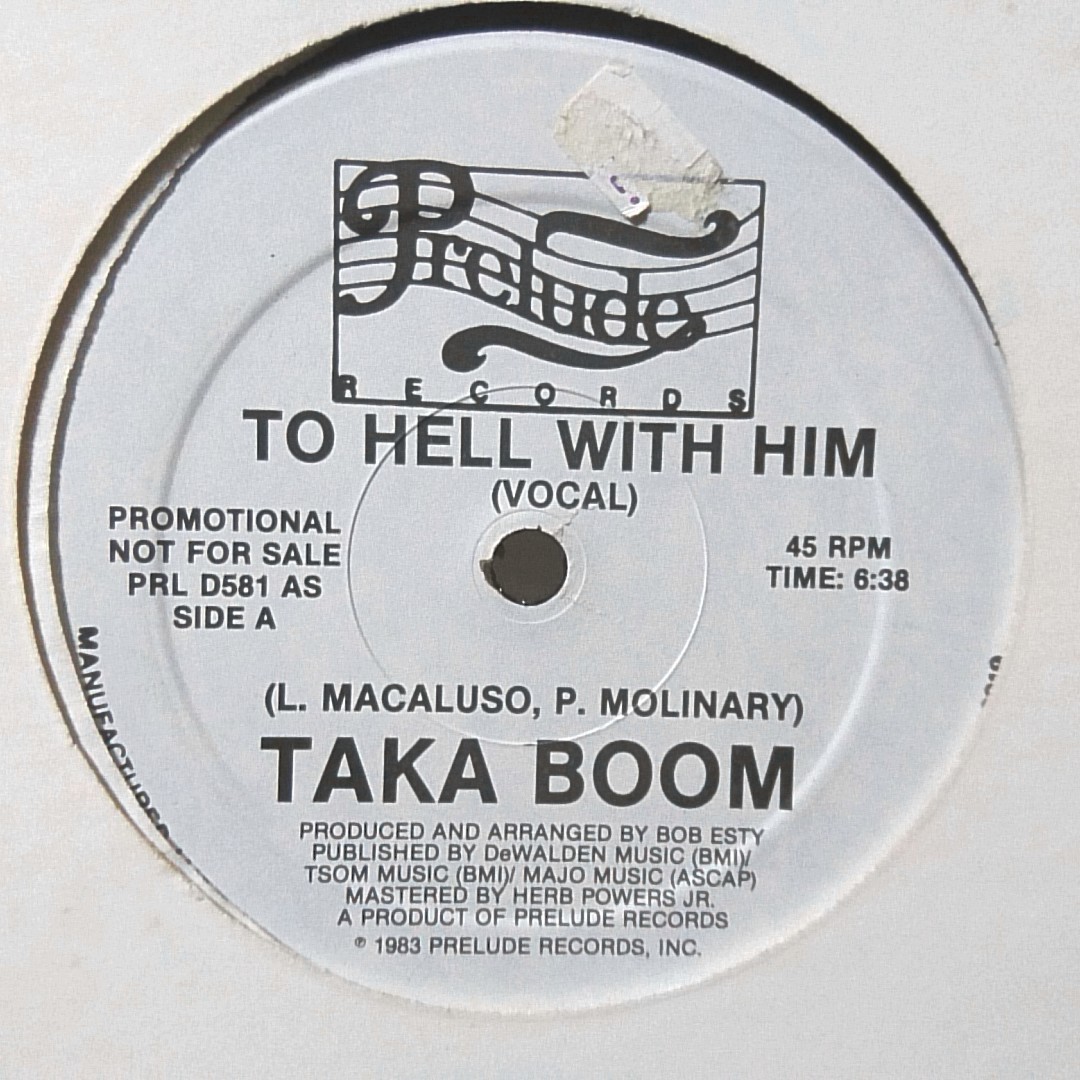 Prelude
RECORDS
TO HELL WITH HIM
(VOCAL)
PROMOTIONAL
NOT FOR SALE
PRL D581 AS
SIDE A
45 RPM
TIME: 6:38
(L. MACALUSO, P. MOLINARY)
TAKA BOOM
PRODUCED AND ARRANGED BY BOB ESTY
PUBLISHED BY DeWALDEN MUSIC (BMI)/
TSOM MUSIC (BMI)/ MAJO MUSIC (ASCAP)
MASTERED BY HERB POWERS JR.
A PRODUCT OF PRELUDE RECORDS
℗ 1983 PRELUDE RECORDS, INC.
MANUFACTURED